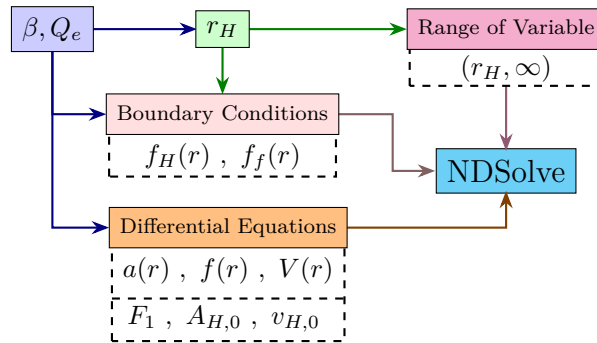 β, Q_e
r_H
Range of Variable
(r_H, ∞)
Boundary Conditions
f_H(r) , f_f(r)
NDSolve
Differential Equations
a(r) , f(r) , V(r)
F_1 , A_{H,0} , v_{H,0}